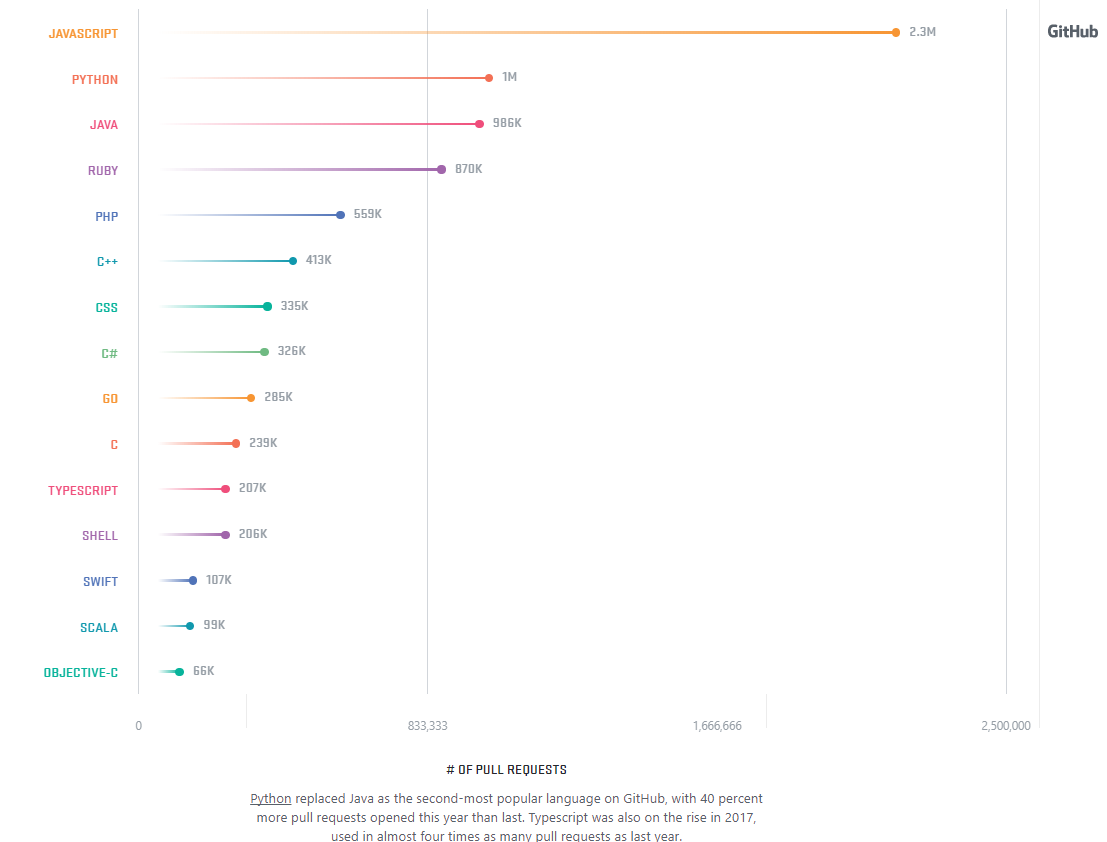 JAVASCRIPT 2.3M GitHub
PYTHON 1M
JAVA 986K
RUBY 870K
PHP 559K
C++ 413K
CSS 335K
C# 326K
GO 285K
C 239K
TYPESCRIPT 207K
SHELL 206K
SWIFT 107K
SCALA 99K
OBJECTIVE-C 66K
0 833,333 1,666,666 2,500,000
# OF PULL REQUESTS
Python replaced Java as the second-most popular language on GitHub, with 40 percent
more pull requests opened this year than last. Typescript was also on the rise in 2017,
used in almost four times as many pull requests as last year.